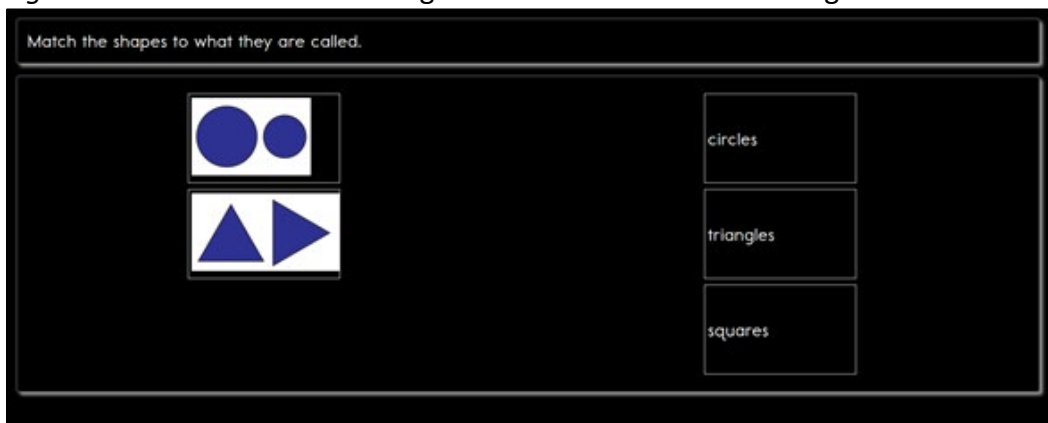 Match the shapes to what they are called.
circles
triangles
squares